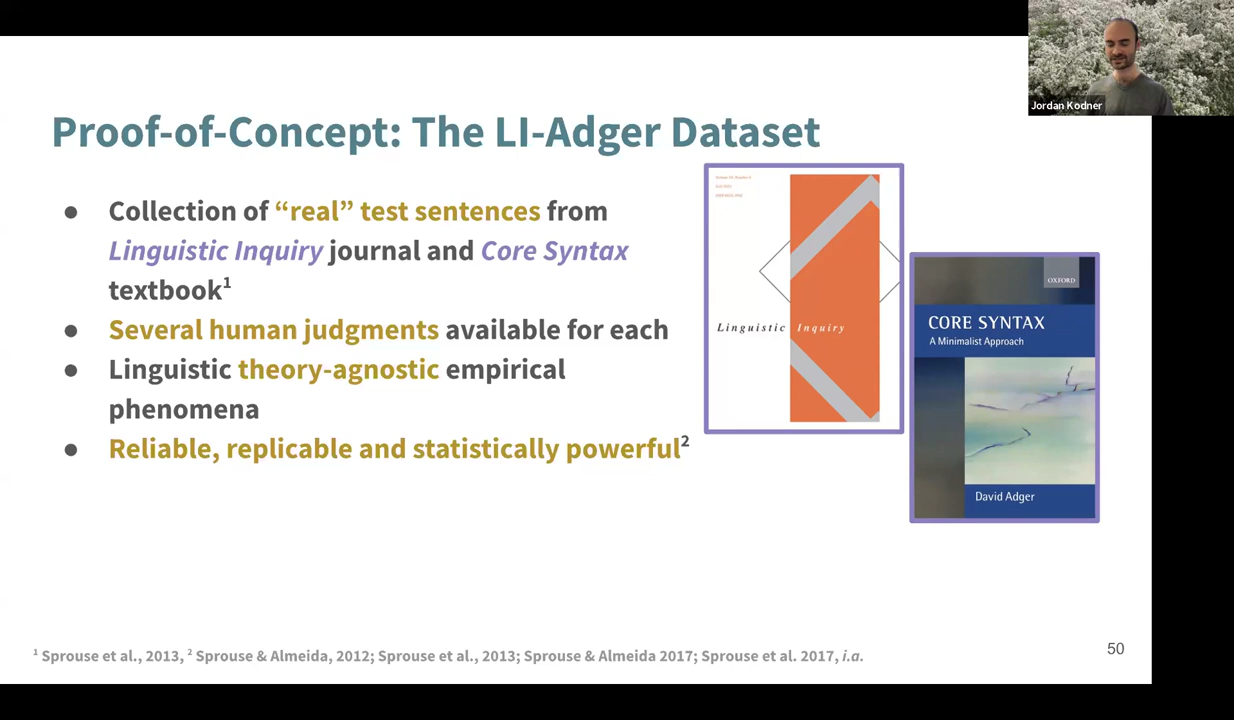 Jordan Kodner
Proof-of-Concept: The LI-Adger Dataset
● Collection of “real” test sentences from
Linguistic Inquiry journal and Core Syntax
textbook¹
● Several human judgments available for each
● Linguistic theory-agnostic empirical
phenomena
● Reliable, replicable and statistically powerful²
Linguistic Inquiry
OXFORD
CORE SYNTAX
A Minimalist Approach
David Adger
¹ Sprouse et al., 2013, ² Sprouse & Almeida, 2012; Sprouse et al., 2013; Sprouse & Almeida 2017; Sprouse et al. 2017, i.a.
50